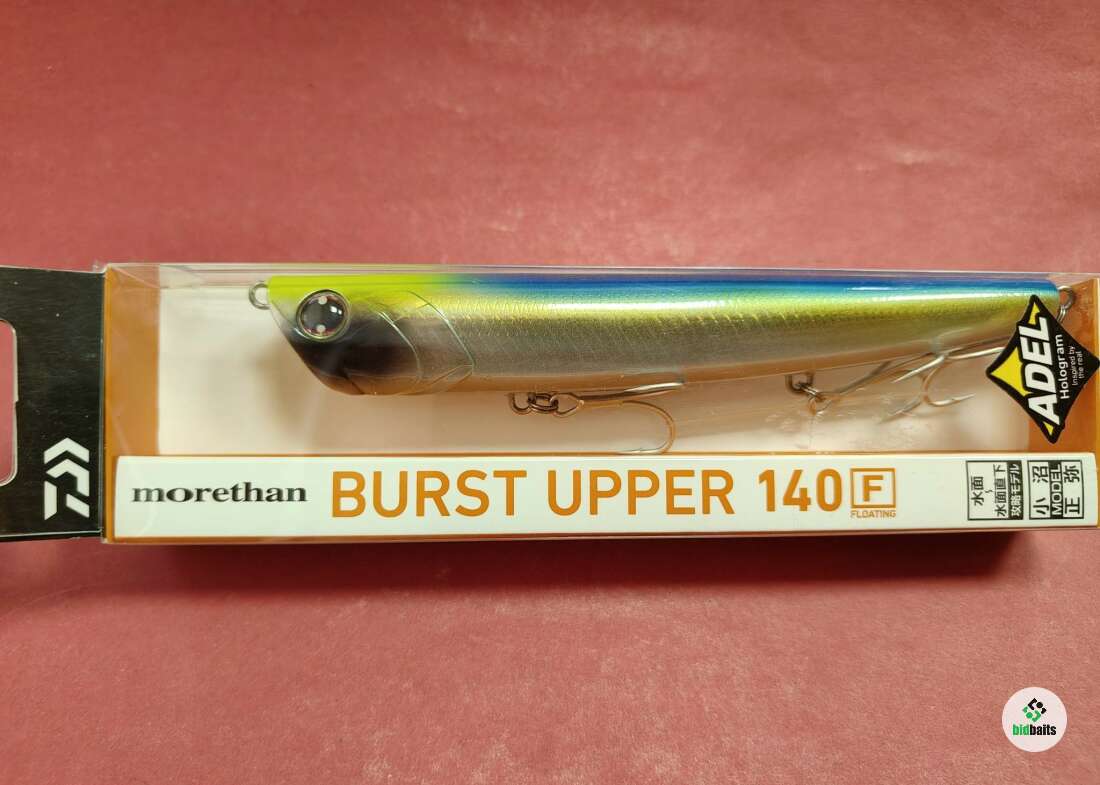 morethan BURST UPPER 140 F
FLOATING
水面
~
水面直下
攻略モデル
小沼
MODEL
正弥
ADEL
Hologram
Inspired by
the real
bidbaits